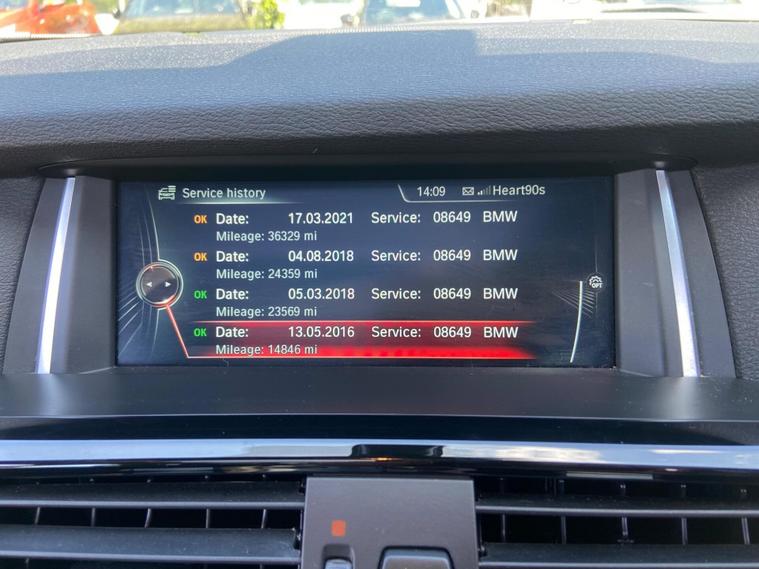 Service history 14:09 Heart90s
OK Date: 17.03.2021 Service: 08649 BMW
Mileage: 36329 mi
OK Date: 04.08.2018 Service: 08649 BMW
Mileage: 24359 mi
OPT
OK Date: 05.03.2018 Service: 08649 BMW
Mileage: 23569 mi
OK Date: 13.05.2016 Service: 08649 BMW
Mileage: 14846 mi